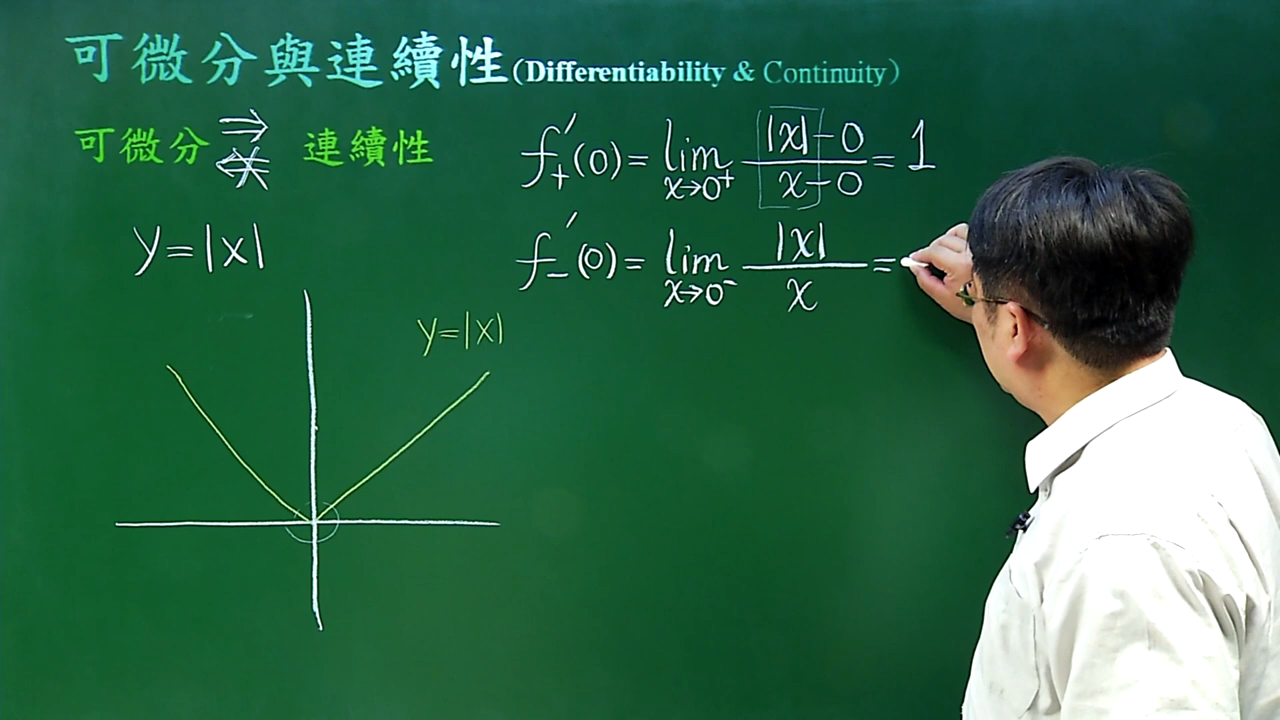 可微分與連續性(Differentiability & Continuity)
可微分 ⇒ ⇍ 連續性
y=|x|
y=|x|
f₊′(0)= lim x→0⁺ |x|-0 / x-0 = 1
f₋′(0)= lim x→0⁻ |x| / x =